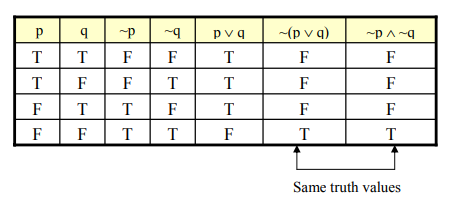 p q ~p ~q p ∨ q ~(p ∨ q) ~p ∧ ~q
T T F F T F F
T F F T T F F
F T T F T F F
F F T T F T T
Same truth values